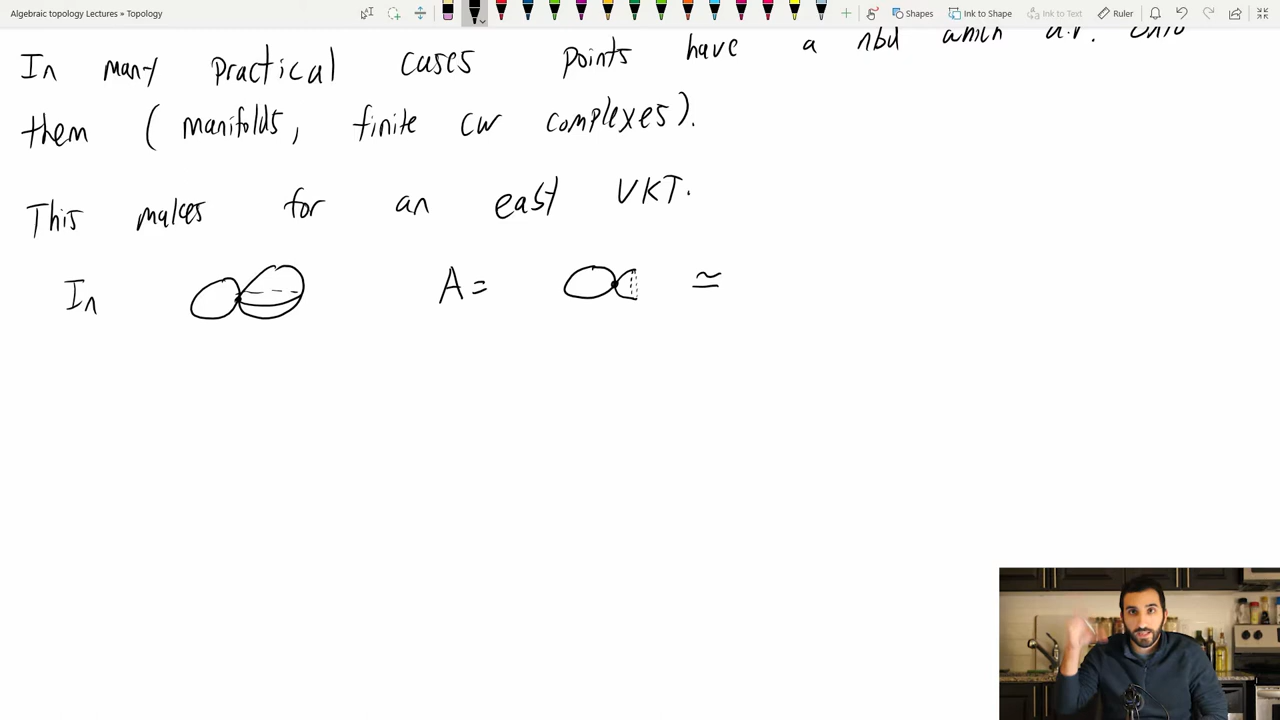 Algebraic topology Lectures » Topology
Shapes Ink to Shape Ink to Text Ruler
In many practical cases points have a nbd which
them (manifolds, finite cw complexes).
This makes for an easy VKT.
In A = ≃